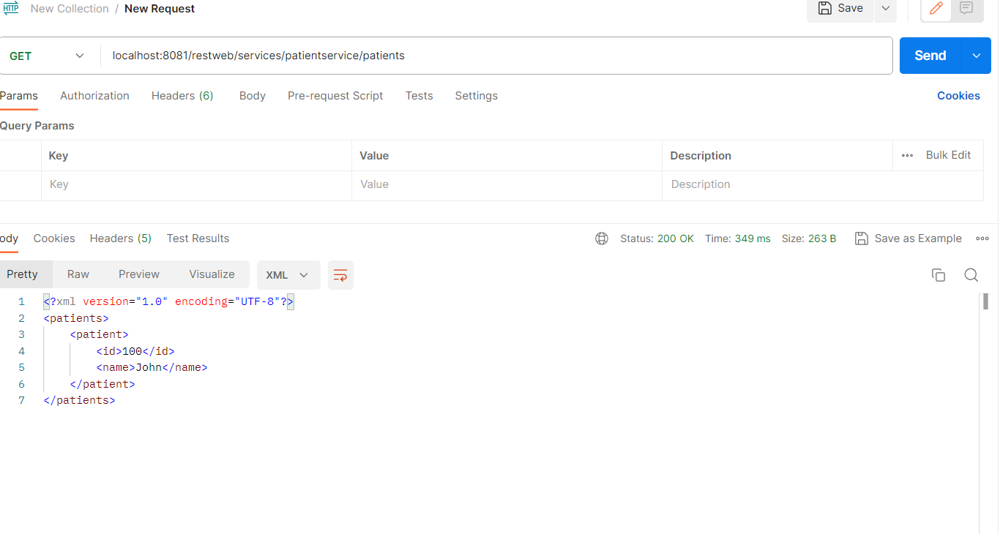 HTTP New Collection / New Request Save
GET localhost:8081/restweb/services/patientservice/patients Send
Params Authorization Headers (6) Body Pre-request Script Tests Settings Cookies
Query Params
Key Value Description Bulk Edit
Key Value Description
ody Cookies Headers (5) Test Results Status: 200 OK Time: 349 ms Size: 263 B Save as Example
Pretty Raw Preview Visualize XML
1 <?xml version="1.0" encoding="UTF-8"?>
2 <patients>
3 <patient>
4 <id>100</id>
5 <name>John</name>
6 </patient>
7 </patients>